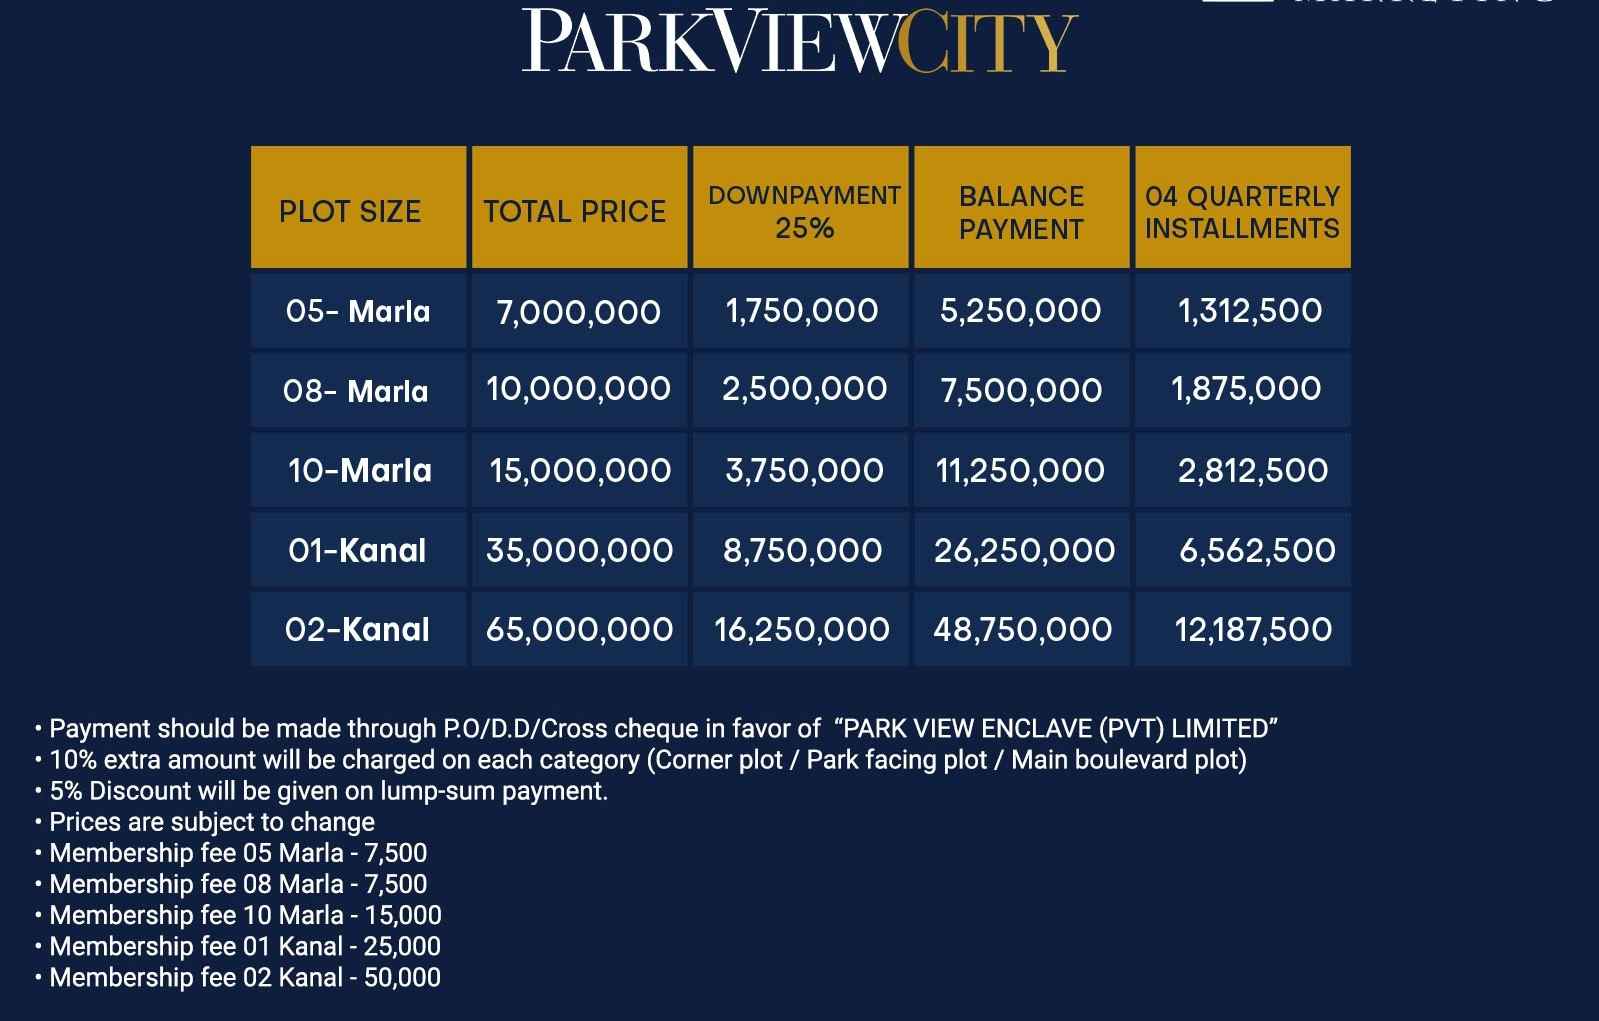 PARKVIEWCITY
PLOT SIZE TOTAL PRICE DOWNPAYMENT 25% BALANCE PAYMENT 04 QUARTERLY INSTALLMENTS
05- Marla 7,000,000 1,750,000 5,250,000 1,312,500
08- Marla 10,000,000 2,500,000 7,500,000 1,875,000
10-Marla 15,000,000 3,750,000 11,250,000 2,812,500
01-Kanal 35,000,000 8,750,000 26,250,000 6,562,500
02-Kanal 65,000,000 16,250,000 48,750,000 12,187,500
• Payment should be made through P.O/D.D/Cross cheque in favor of “PARK VIEW ENCLAVE (PVT) LIMITED”
• 10% extra amount will be charged on each category (Corner plot / Park facing plot / Main boulevard plot)
• 5% Discount will be given on lump-sum payment.
• Prices are subject to change
• Membership fee 05 Marla - 7,500
• Membership fee 08 Marla - 7,500
• Membership fee 10 Marla - 15,000
• Membership fee 01 Kanal - 25,000
• Membership fee 02 Kanal - 50,000